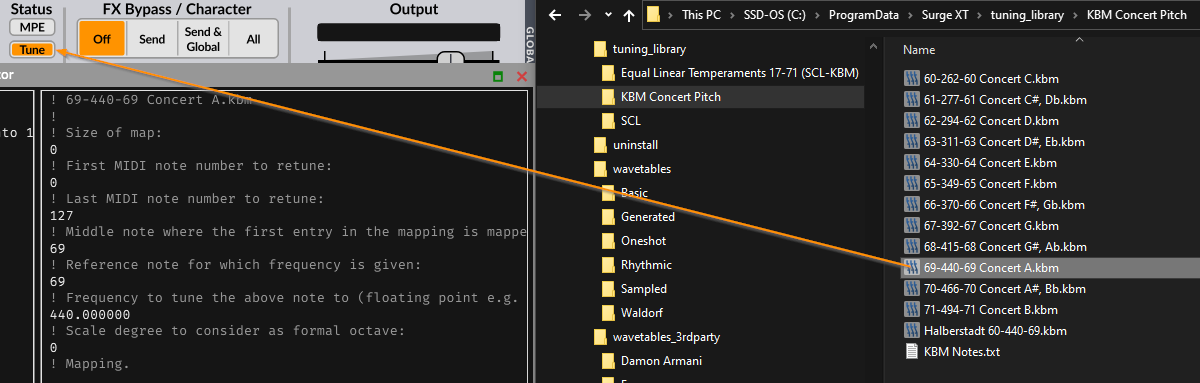 Status
MPE
Tune
FX Bypass / Character
Off
Send
Send &
Global
All
Output
GLOBA
tor
nto 1
! 69-440-69 Concert A.kbm
!
! Size of map:
0
! First MIDI note number to retune:
0
! Last MIDI note number to retune:
127
! Middle note where the first entry in the mapping is mappe
69
! Reference note for which frequency is given:
69
! Frequency to tune the above note to (floating point e.g.
440.000000
! Scale degree to consider as formal octave:
0
! Mapping.
This PC > SSD-OS (C:) > ProgramData > Surge XT > tuning_library > KBM Concert Pitch
tuning_library
Equal Linear Temperaments 17-71 (SCL-KBM)
KBM Concert Pitch
SCL
uninstall
wavetables
Basic
Generated
Oneshot
Rhythmic
Sampled
Waldorf
wavetables_3rdparty
Damon Armani
Name
60-262-60 Concert C.kbm
61-277-61 Concert C#, Db.kbm
62-294-62 Concert D.kbm
63-311-63 Concert D#, Eb.kbm
64-330-64 Concert E.kbm
65-349-65 Concert F.kbm
66-370-66 Concert F#, Gb.kbm
67-392-67 Concert G.kbm
68-415-68 Concert G#, Ab.kbm
69-440-69 Concert A.kbm
70-466-70 Concert A#, Bb.kbm
71-494-71 Concert B.kbm
Halberstadt 60-440-69.kbm
KBM Notes.txt